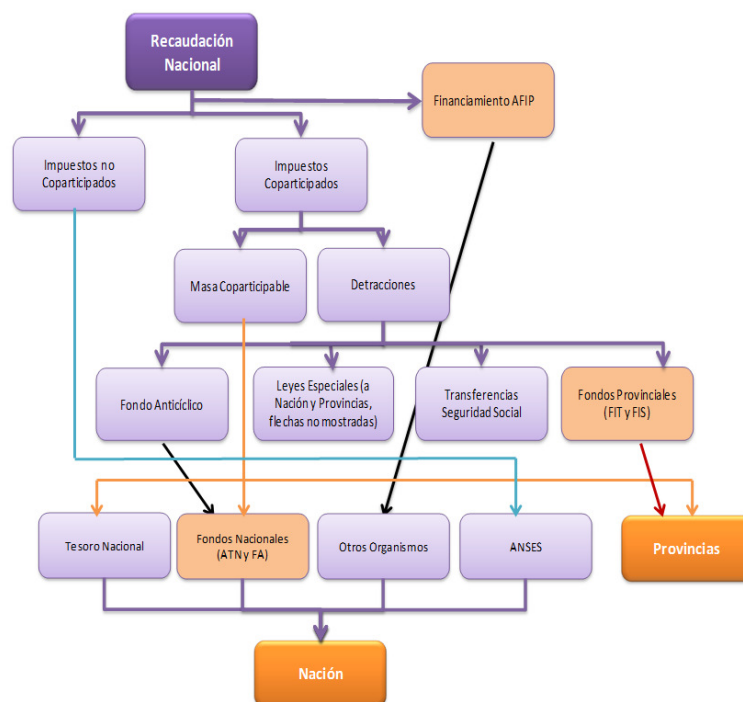 Recaudación
Nacional
Financiamiento AFIP
Impuestos no
Coparticipados
Impuestos
Coparticipados
Masa Coparticipable
Detracciones
Fondo Anticíclico
Leyes Especiales (a
Nación y Provincias,
flechas no mostradas)
Transferencias
Seguridad Social
Fondos Provinciales
(FIT y FIS)
Tesoro Nacional
Fondos Nacionales
(ATN y FA)
Otros Organismos
ANSES
Provincias
Nación